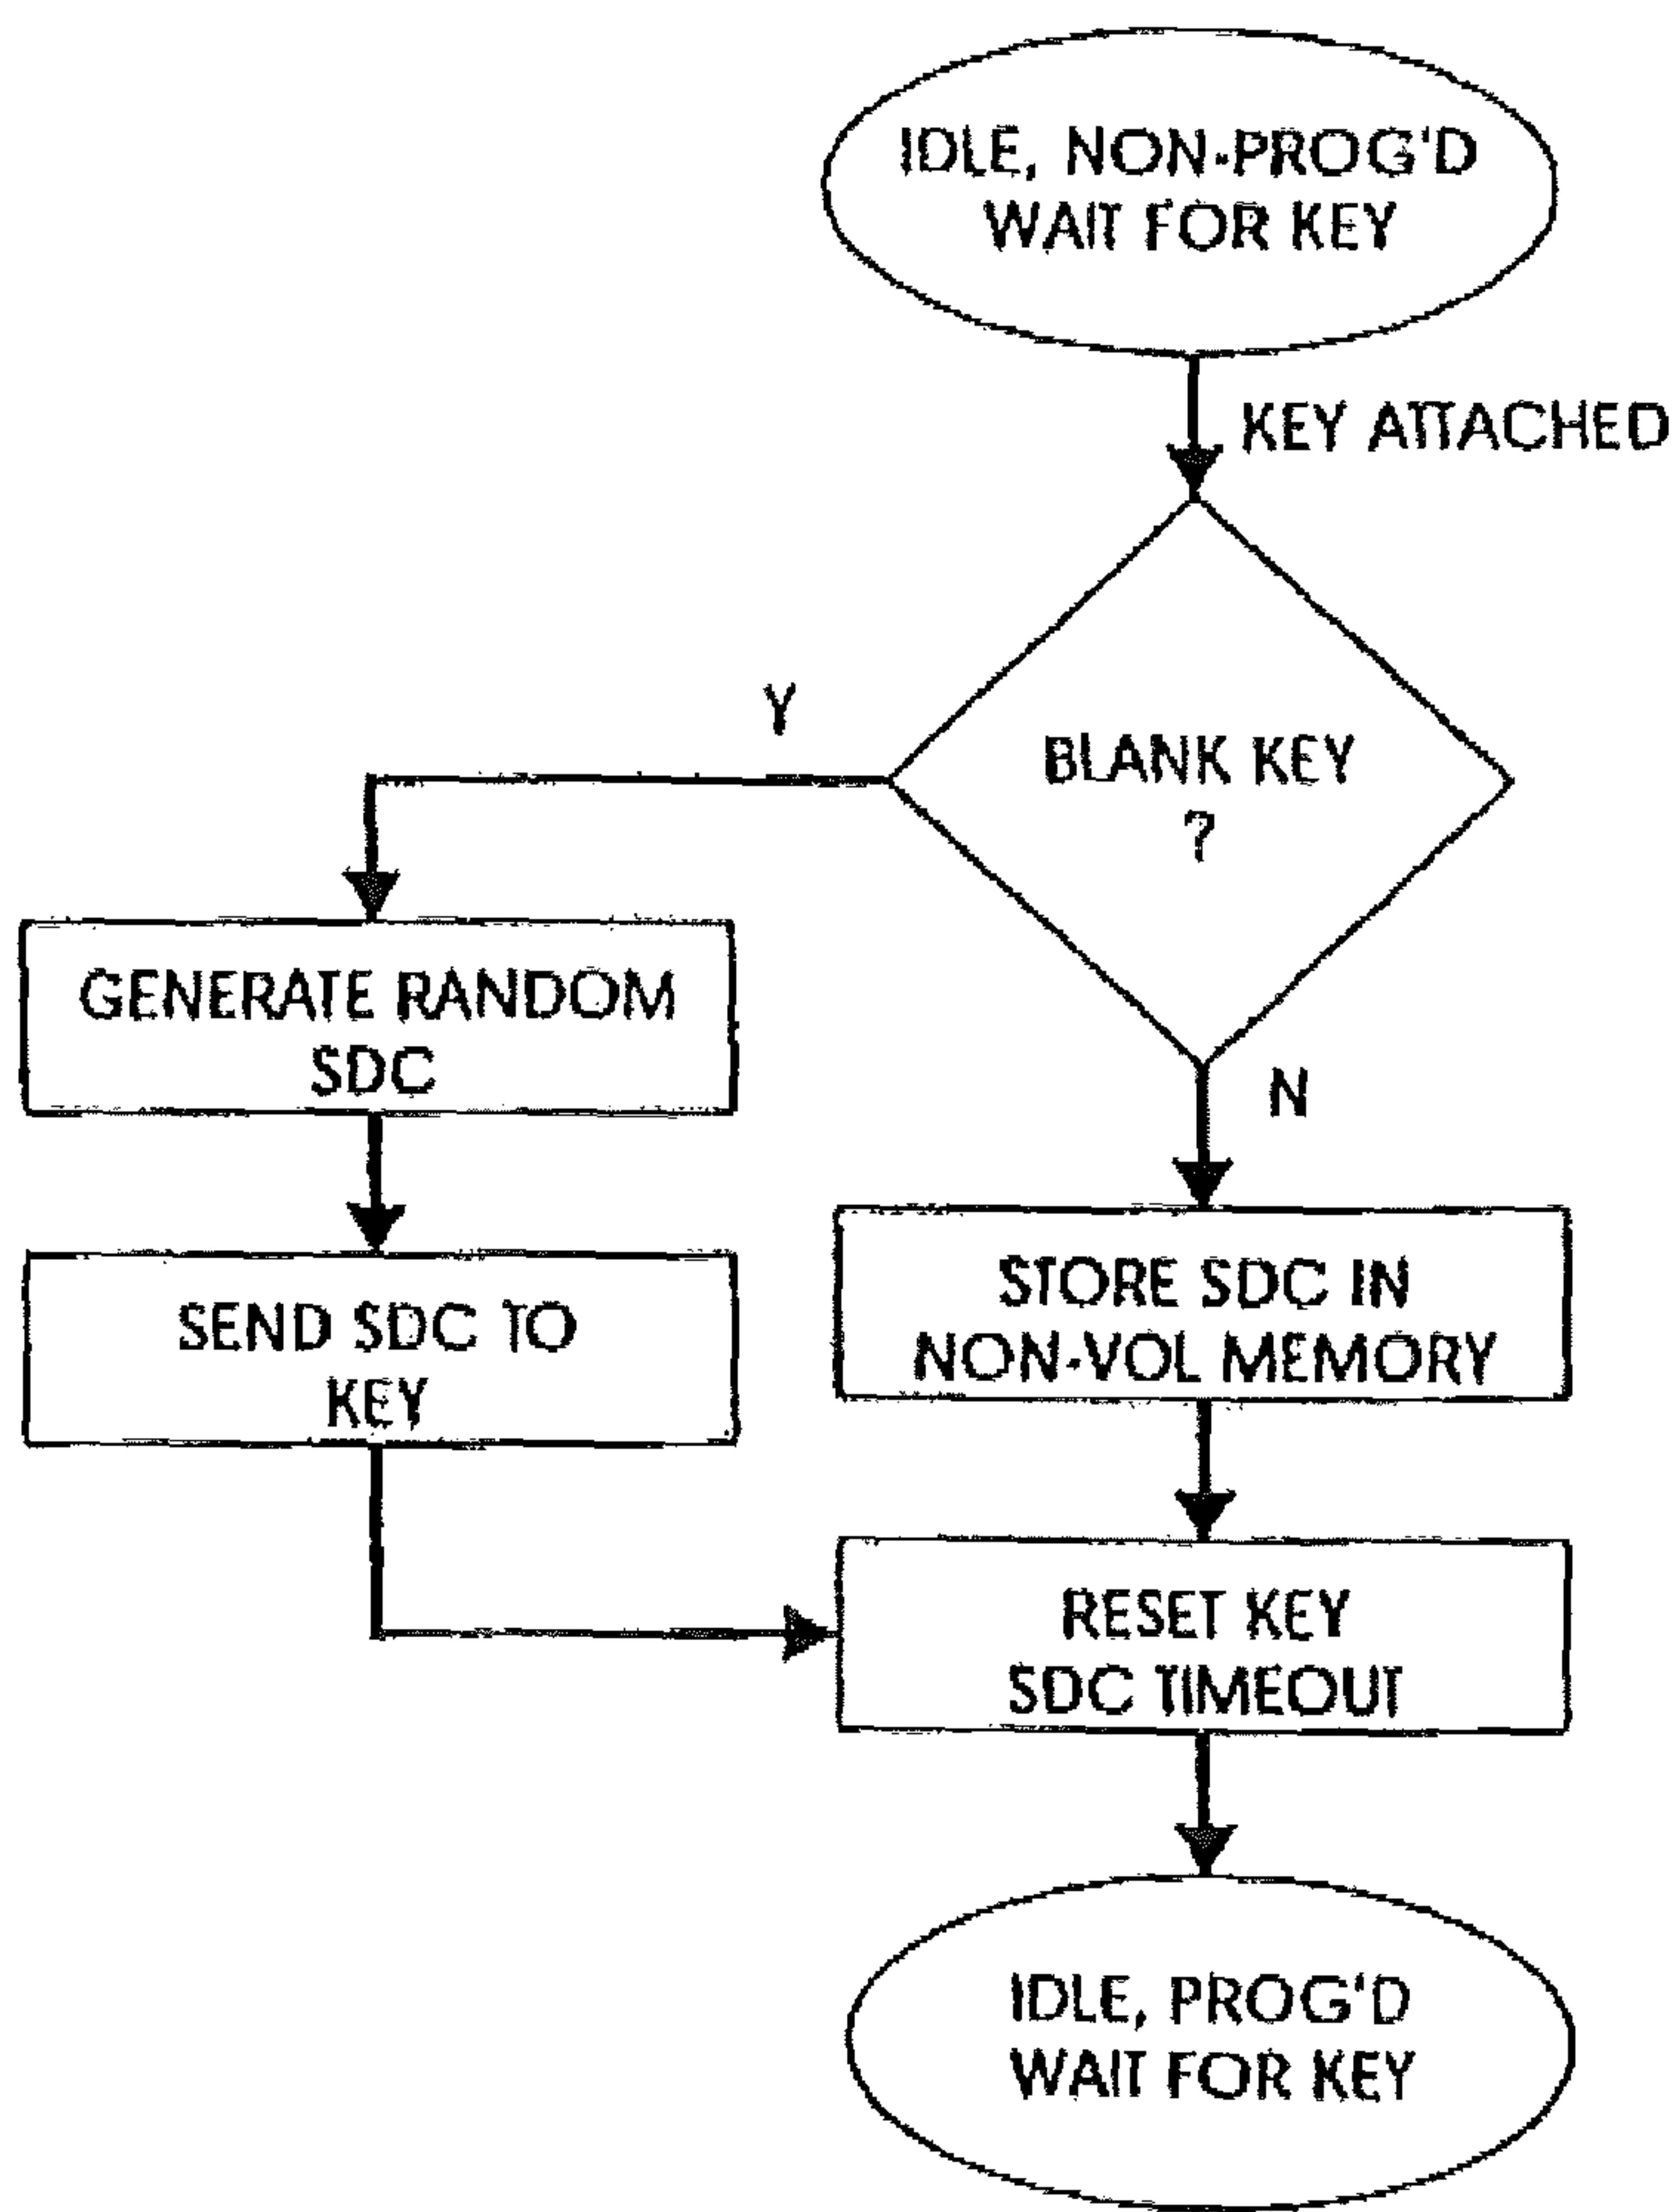 IDLE, NON-PROG'D
WAIT FOR KEY
KEY ATTACHED
BLANK KEY
?
Y
N
GENERATE RANDOM
SDC
SEND SDC TO
KEY
STORE SDC IN
NON-VOL MEMORY
RESET KEY
SDC TIMEOUT
IDLE, PROG'D
WAIT FOR KEY